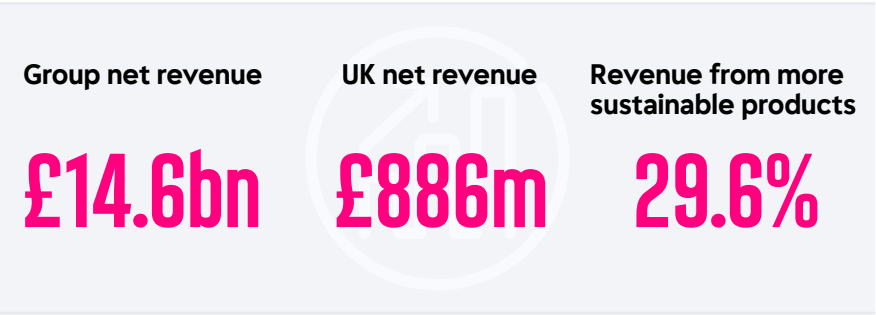 Group net revenue
£14.6bn
UK net revenue
£886m
Revenue from more
sustainable products
29.6%